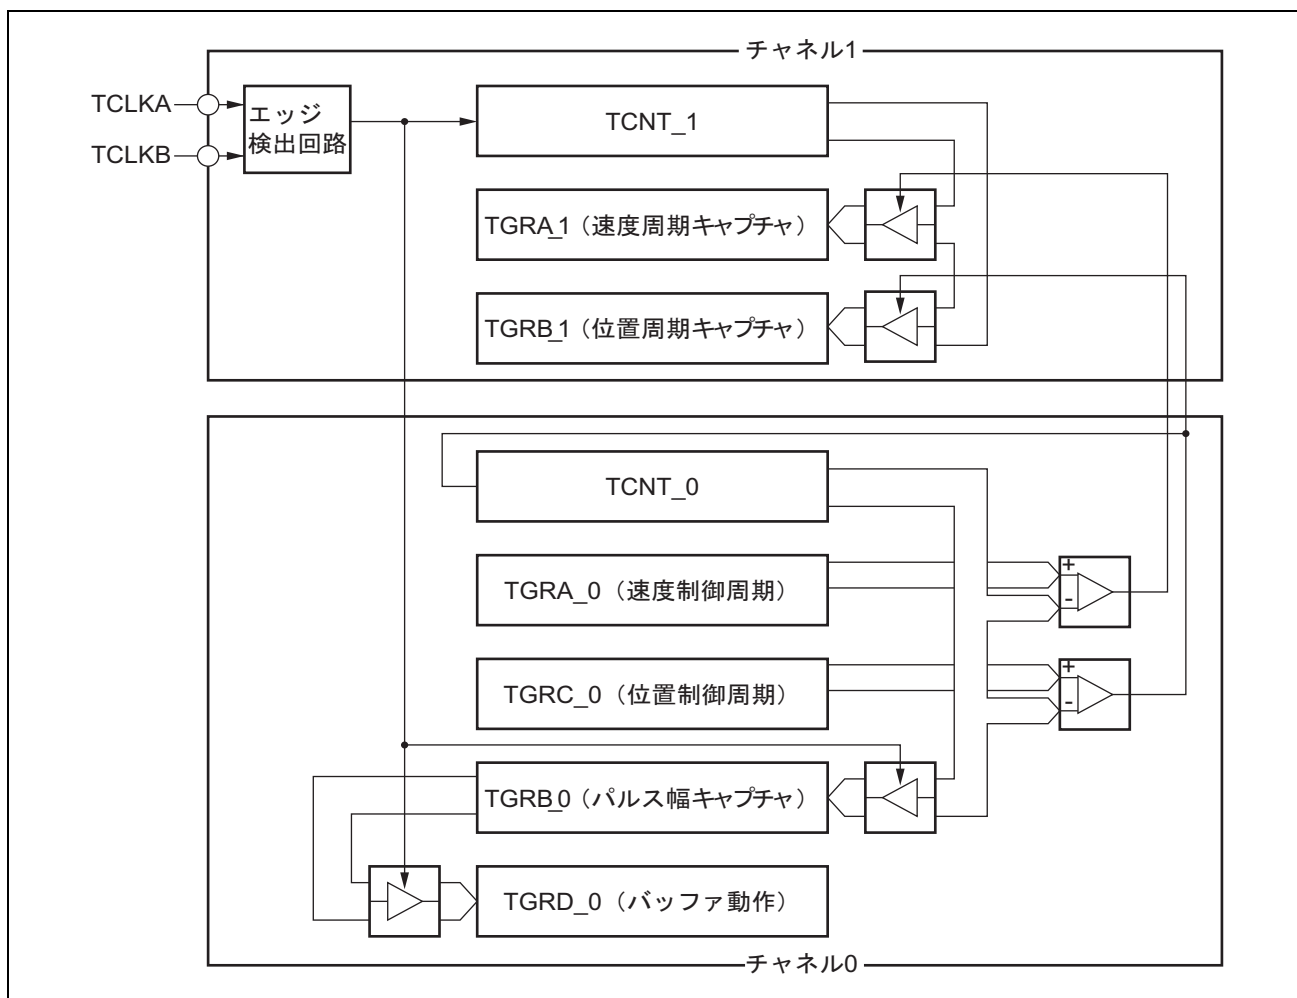 チャネル1
TCLKA
TCLKB
エッジ
検出回路
TCNT_1
TGRA_1（速度周期キャプチャ）
TGRB_1（位置周期キャプチャ）
TCNT_0
TGRA_0（速度制御周期）
+
-
TGRC_0（位置制御周期）
+
-
TGRB_0（パルス幅キャプチャ）
TGRD_0（バッファ動作）
チャネル0